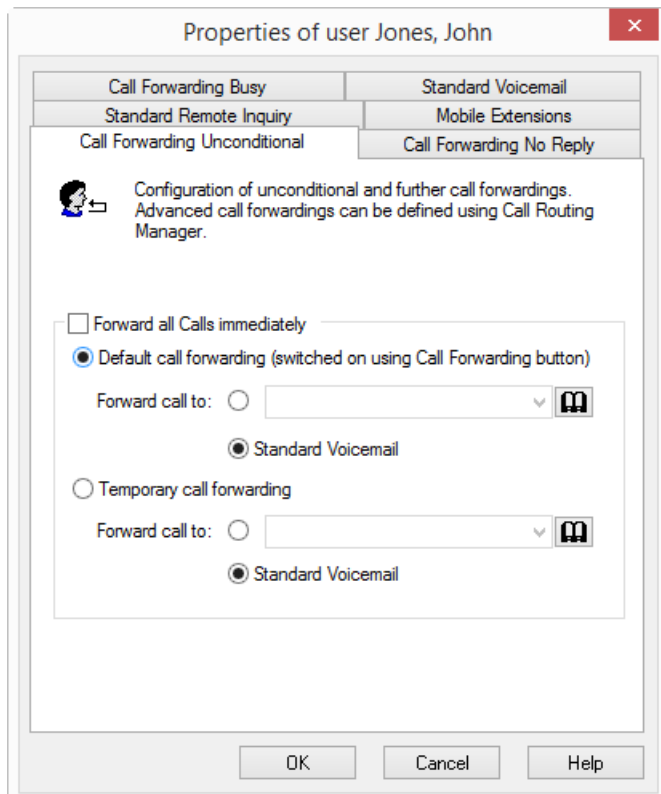 Properties of user Jones, John
Call Forwarding Busy
Standard Voicemail
Standard Remote Inquiry
Mobile Extensions
Call Forwarding Unconditional
Call Forwarding No Reply
Configuration of unconditional and further call forwardings.
Advanced call forwardings can be defined using Call Routing
Manager.
Forward all Calls immediately
Default call forwarding (switched on using Call Forwarding button)
Forward call to:
Standard Voicemail
Temporary call forwarding
Forward call to:
Standard Voicemail
OK
Cancel
Help